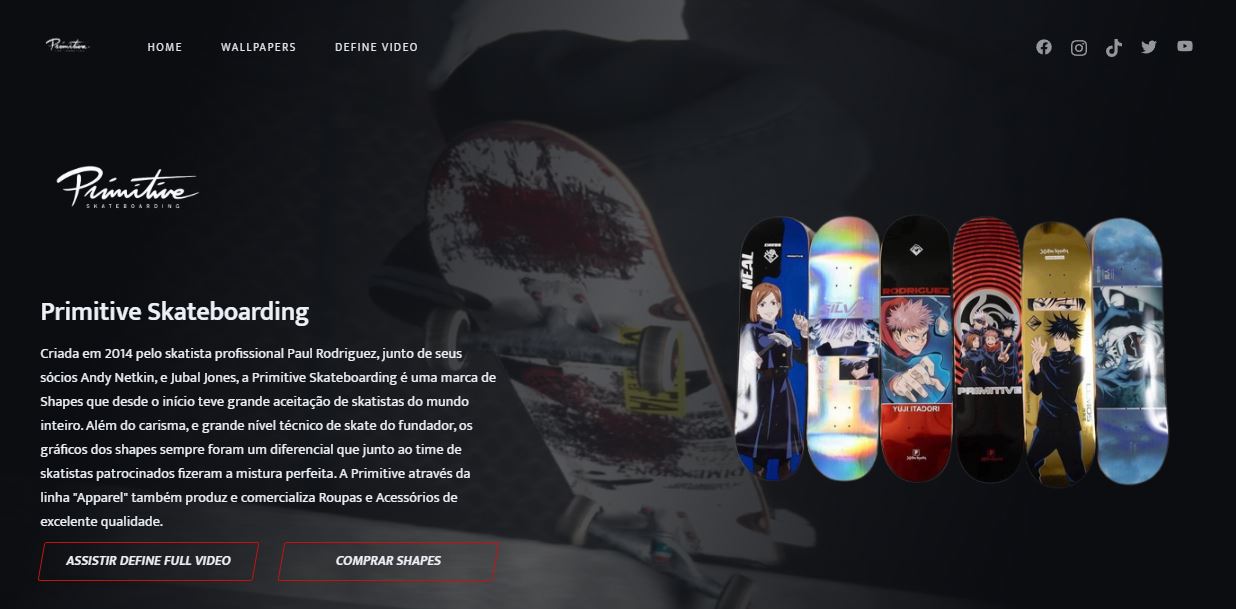 Primitive
HOME
WALLPAPERS
DEFINE VIDEO
Primitive
SKATEBOARDING
Primitive Skateboarding
Criada em 2014 pelo skatista profissional Paul Rodriguez, junto de seus
sócios Andy Netkin, e Jubal Jones, a Primitive Skateboarding é uma marca de
Shapes que desde o início teve grande aceitação de skatistas do mundo
inteiro. Além do carisma, e grande nível técnico de skate do fundador, os
gráficos dos shapes sempre foram um diferencial que junto ao time de
skatistas patrocinados fizeram a mistura perfeita. A Primitive através da
linha "Apparel" também produz e comercializa Roupas e Acessórios de
excelente qualidade.
ASSISTIR DEFINE FULL VIDEO
COMPRAR SHAPES
NEAL
RODRIGUEZ
YUJI ITADORI
PRIMITIVE